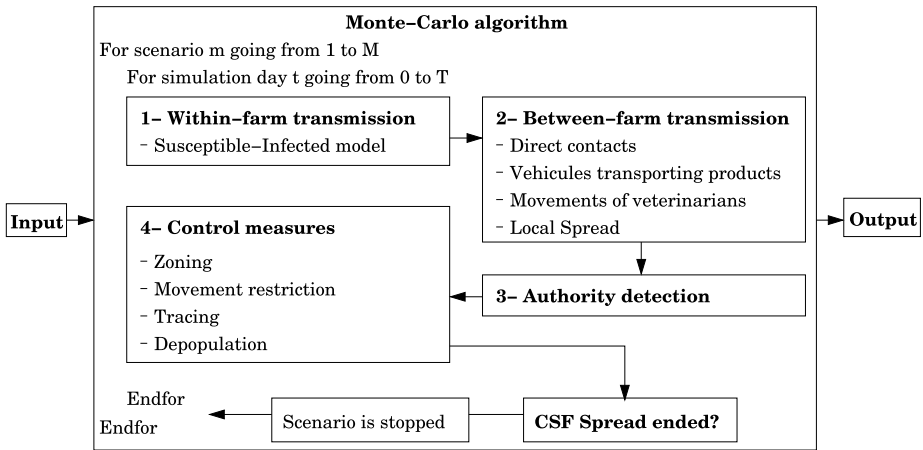 Monte-Carlo algorithm
For scenario m going from 1 to M
For simulation day t going from 0 to T
1- Within-farm transmission
- Susceptible-Infected model
2- Between-farm transmission
- Direct contacts
- Vehicules transporting products
- Movements of veterinarians
- Local Spread
Input
Output
3- Authority detection
4- Control measures
- Zoning
- Movement restriction
- Tracing
- Depopulation
CSF Spread ended?
Scenario is stopped
Endfor
Endfor